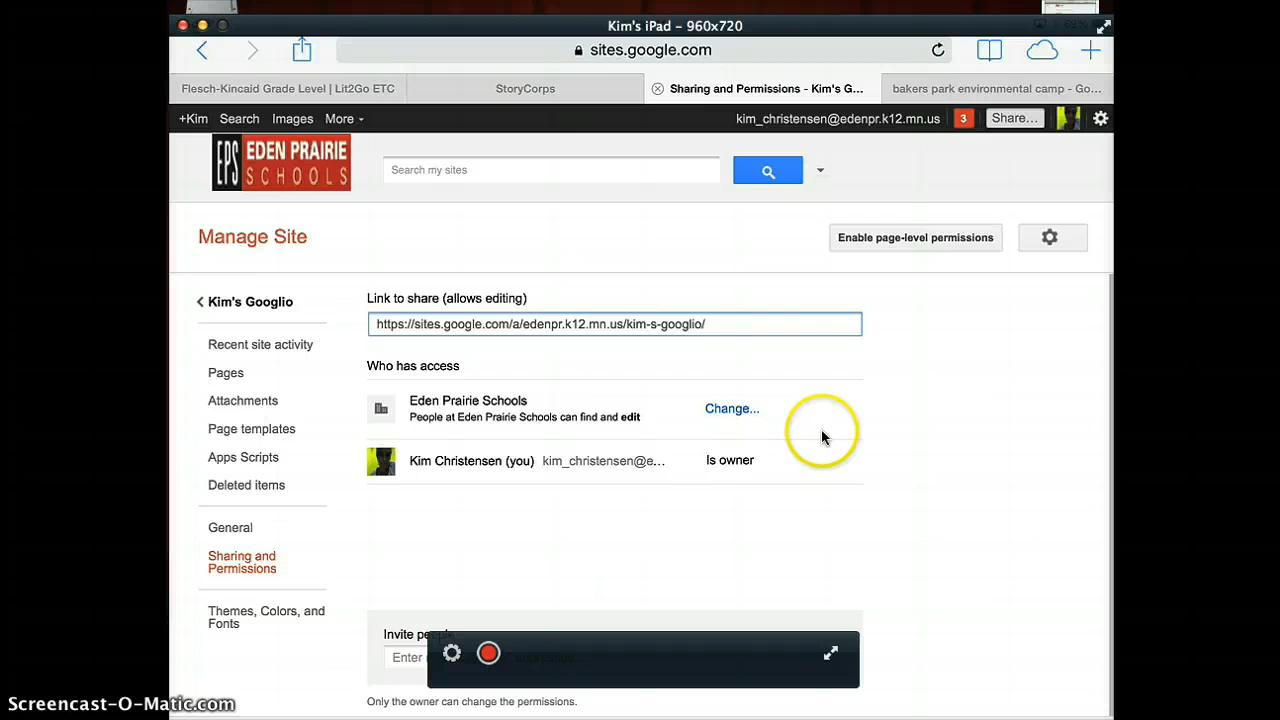 Kim's iPad – 960x720
sites.google.com
Flesch-Kincaid Grade Level | Lit2Go ETC
StoryCorps
Sharing and Permissions - Kim's G...
bakers park environmental camp - Go...
+Kim Search Images More
kim_christensen@edenpr.k12.mn.us 3 Share...
EPS EDEN PRAIRIE SCHOOLS
Search my sites
Manage Site
Enable page-level permissions
Kim's Googlio
Recent site activity
Pages
Attachments
Page templates
Apps Scripts
Deleted items
General
Sharing and
Permissions
Themes, Colors, and
Fonts
Link to share (allows editing)
https://sites.google.com/a/edenpr.k12.mn.us/kim-s-googlio/
Who has access
Eden Prairie Schools
People at Eden Prairie Schools can find and edit
Change...
Kim Christensen (you) kim_christensen@e... Is owner
Invite people
Enter
Only the owner can change the permissions.
Screencast-O-Matic.com